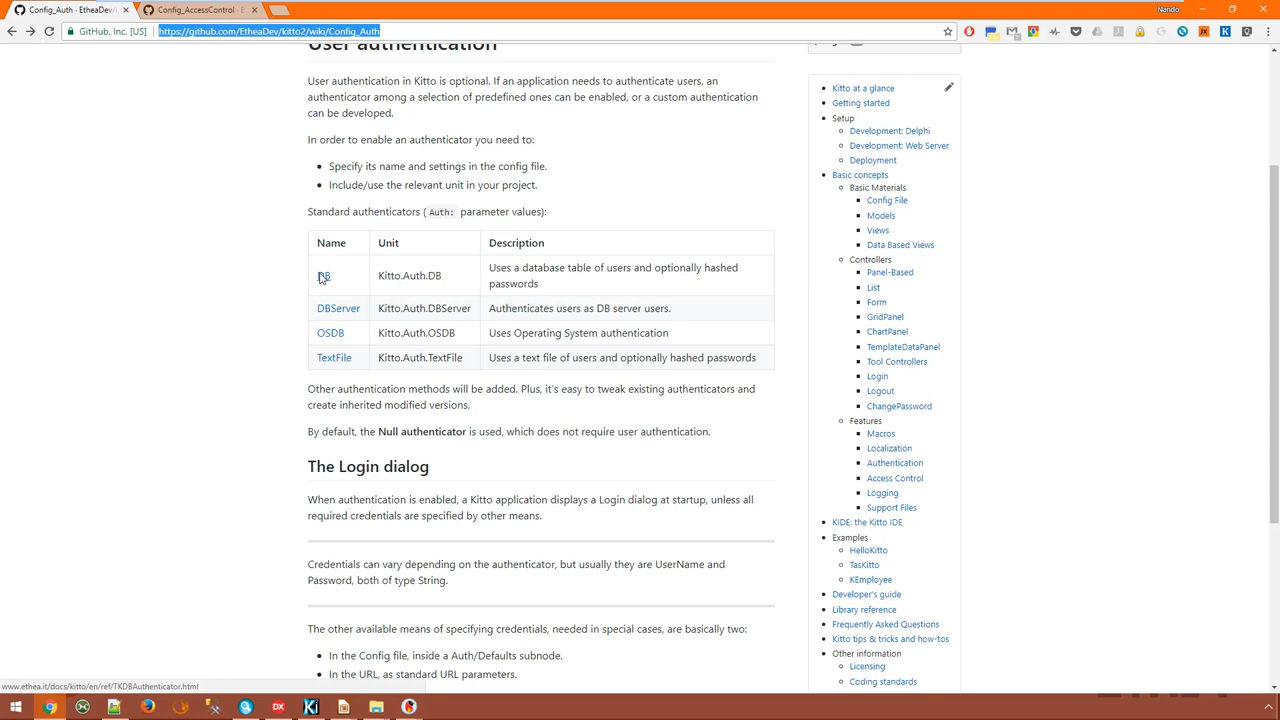 Config_Auth · EtheaDev/
Config_AccessControl · E
Nando
GitHub, Inc. [US]
https://github.com/EtheaDev/kitto2/wiki/Config_Auth
User authentication
User authentication in Kitto is optional. If an application needs to authenticate users, an
authenticator among a selection of predefined ones can be enabled, or a custom authentication
can be developed.
In order to enable an authenticator you need to:
Specify its name and settings in the config file.
Include/use the relevant unit in your project.
Standard authenticators ( Auth: parameter values):
Name Unit Description
DB Kitto.Auth.DB Uses a database table of users and optionally hashed
passwords
DBServer Kitto.Auth.DBServer Authenticates users as DB server users.
OSDB Kitto.Auth.OSDB Uses Operating System authentication
TextFile Kitto.Auth.TextFile Uses a text file of users and optionally hashed passwords
Other authentication methods will be added. Plus, it's easy to tweak existing authenticators and
create inherited modified versions.
By default, the Null authenticator is used, which does not require user authentication.
The Login dialog
When authentication is enabled, a Kitto application displays a Login dialog at startup, unless all
required credentials are specified by other means.
Credentials can vary depending on the authenticator, but usually they are UserName and
Password, both of type String.
The other available means of specifying credentials, needed in special cases, are basically two:
In the Config file, inside a Auth/Defaults subnode.
In the URL, as standard URL parameters.
Kitto at a glance
Getting started
Setup
Development: Delphi
Development: Web Server
Deployment
Basic concepts
Basic Materials
Config File
Models
Views
Data Based Views
Controllers
Panel-Based
List
Form
GridPanel
ChartPanel
TemplateDataPanel
Tool Controllers
Login
Logout
ChangePassword
Features
Macros
Localization
Authentication
Access Control
Logging
Support Files
KIDE: the Kitto IDE
Examples
HelloKitto
TasKitto
KEmployee
Developer's guide
Library reference
Frequently Asked Questions
Kitto tips & tricks and how-tos
Other information
Licensing
Coding standards
www.ethea.it/docs/kitto/en/ref/TKDBAuthenticator.html
DX
Ki